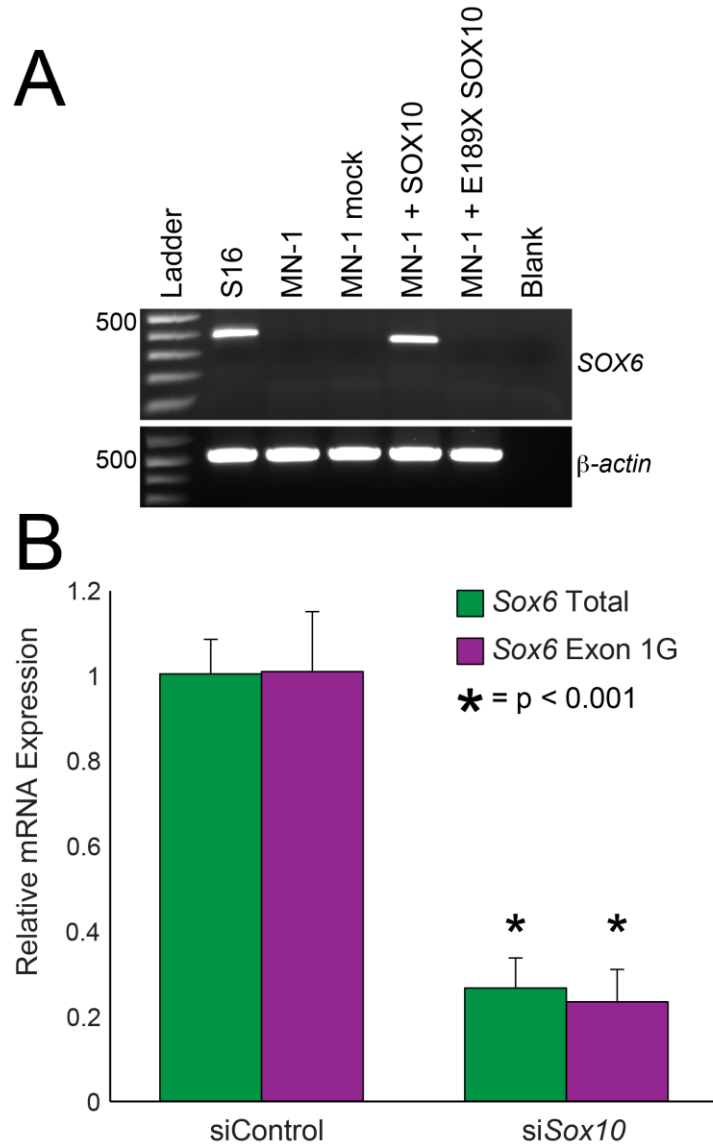 A
Ladder
S16
MN-1
MN-1 mock
MN-1 + SOX10
MN-1 + E189X SOX10
Blank
500
SOX6
500
β-actin
B
1.2
1
0.8
0.6
0.4
0.2
0
Relative mRNA Expression
Sox6 Total
Sox6 Exon 1G
* = p < 0.001
* *
siControl siSox10